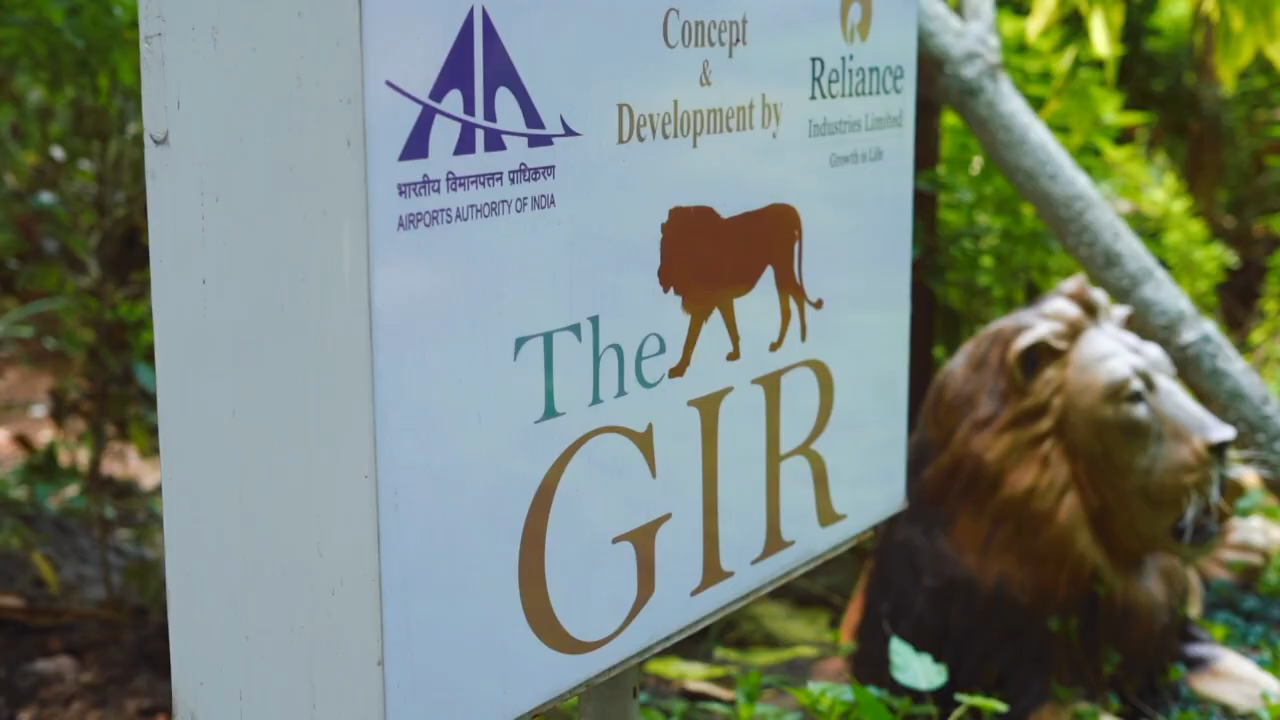 भारतीय विमानपत्तन प्राधिकरण
AIRPORTS AUTHORITY OF INDIA
Concept
&
Development by
Reliance
Industries Limited
Growth is Life
The
GIR